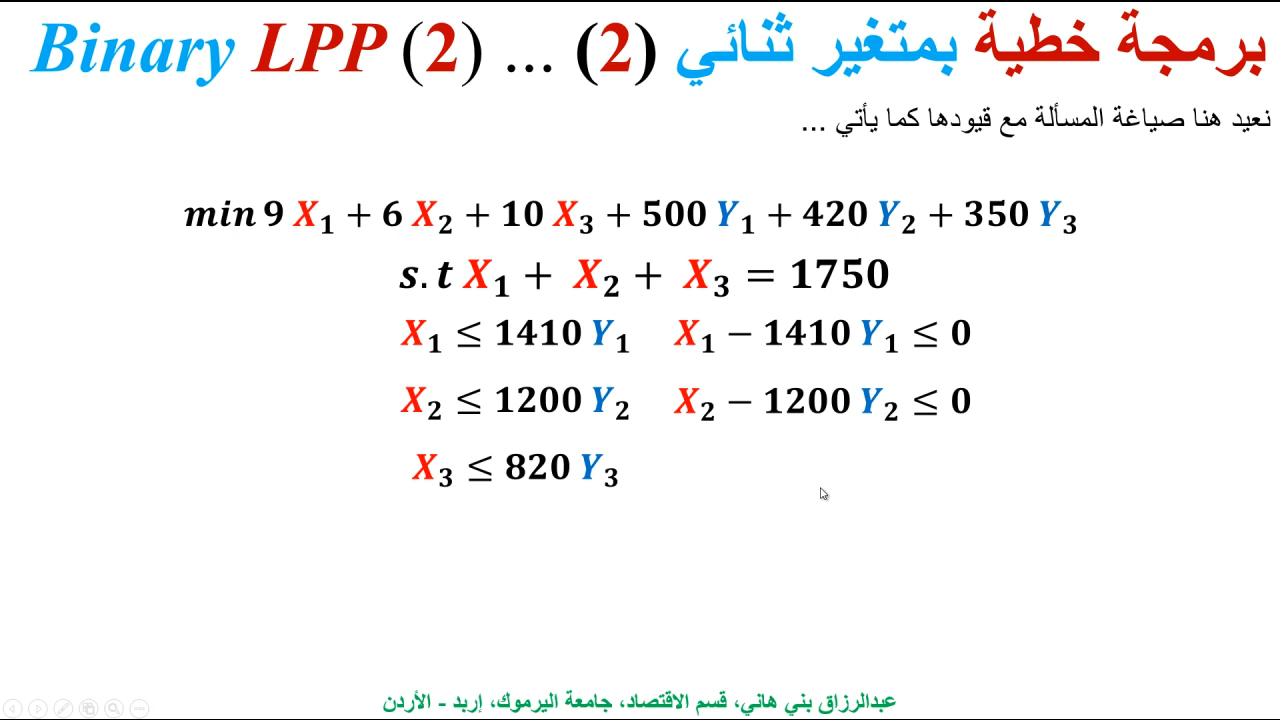 برمجة خطية بمتغير ثنائي (2) ... Binary LPP (2)
نعيد هنا صياغة المسألة مع قيودها كما يأتي ...
min 9 X₁ + 6 X₂ + 10 X₃ + 500 Y₁ + 420 Y₂ + 350 Y₃
s.t X₁ + X₂ + X₃ = 1750
X₁ ≤ 1410 Y₁ X₁ − 1410 Y₁ ≤ 0
X₂ ≤ 1200 Y₂ X₂ − 1200 Y₂ ≤ 0
X₃ ≤ 820 Y₃
عبدالرزاق بني هاني، قسم الاقتصاد، جامعة اليرموك، إربد - الأردن